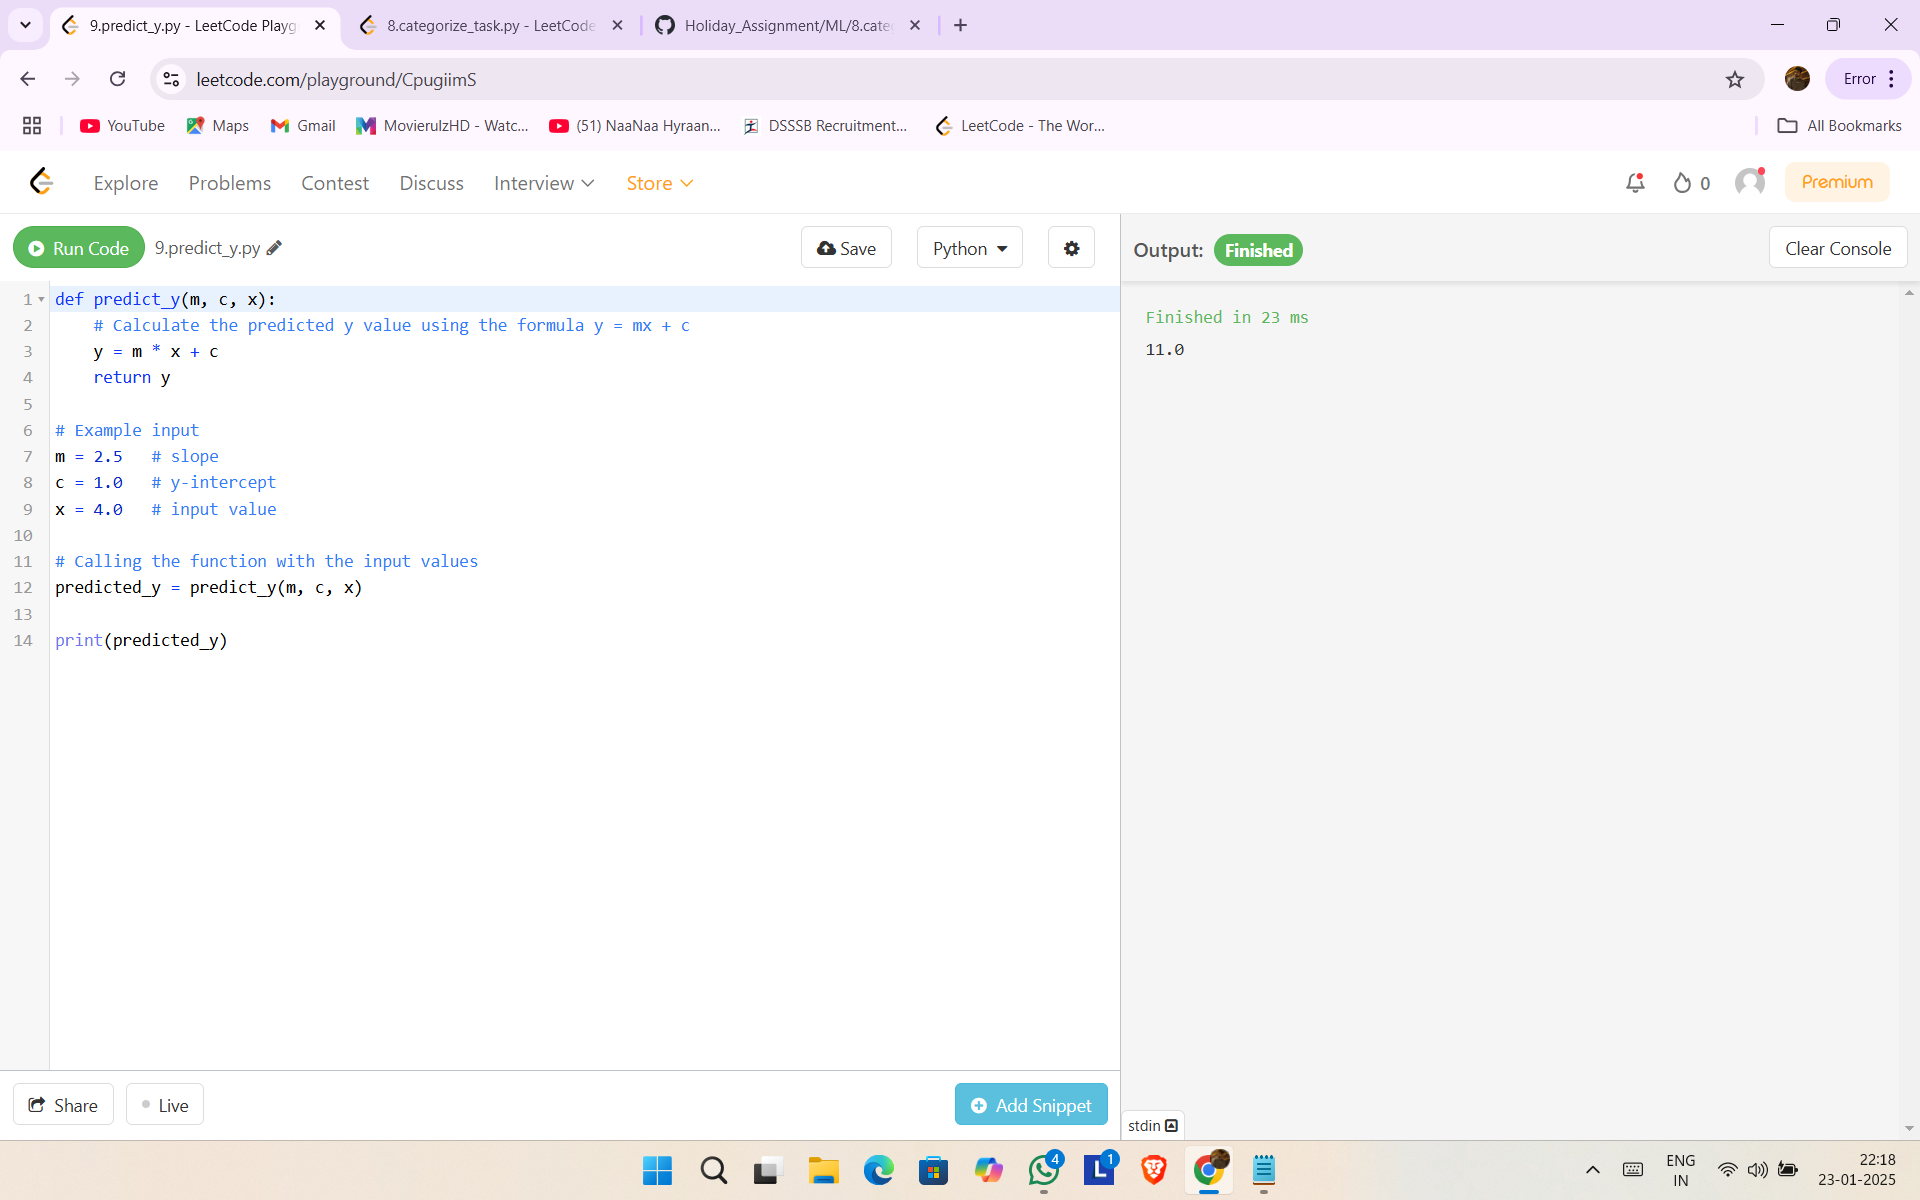 9.predict_y.py - LeetCode Playg
8.categorize_task.py - LeetCode
Holiday_Assignment/ML/8.cate
leetcode.com/playground/CpugiimS
Error
YouTube
Maps
Gmail
MovierulzHD - Watc...
(51) NaaNaa Hyraan...
DSSSB Recruitment...
LeetCode - The Wor...
All Bookmarks
Explore
Problems
Contest
Discuss
Interview
Store
0
Premium
Run Code
9.predict_y.py
Save
Python
Output:
Finished
Clear Console
1 def predict_y(m, c, x):
2 # Calculate the predicted y value using the formula y = mx + c
3 y = m * x + c
4 return y
5
6 # Example input
7 m = 2.5 # slope
8 c = 1.0 # y-intercept
9 x = 4.0 # input value
10
11 # Calling the function with the input values
12 predicted_y = predict_y(m, c, x)
13
14 print(predicted_y)
Finished in 23 ms
11.0
Share
Live
Add Snippet
stdin
4
L
1
ENG
IN
22:18
23-01-2025